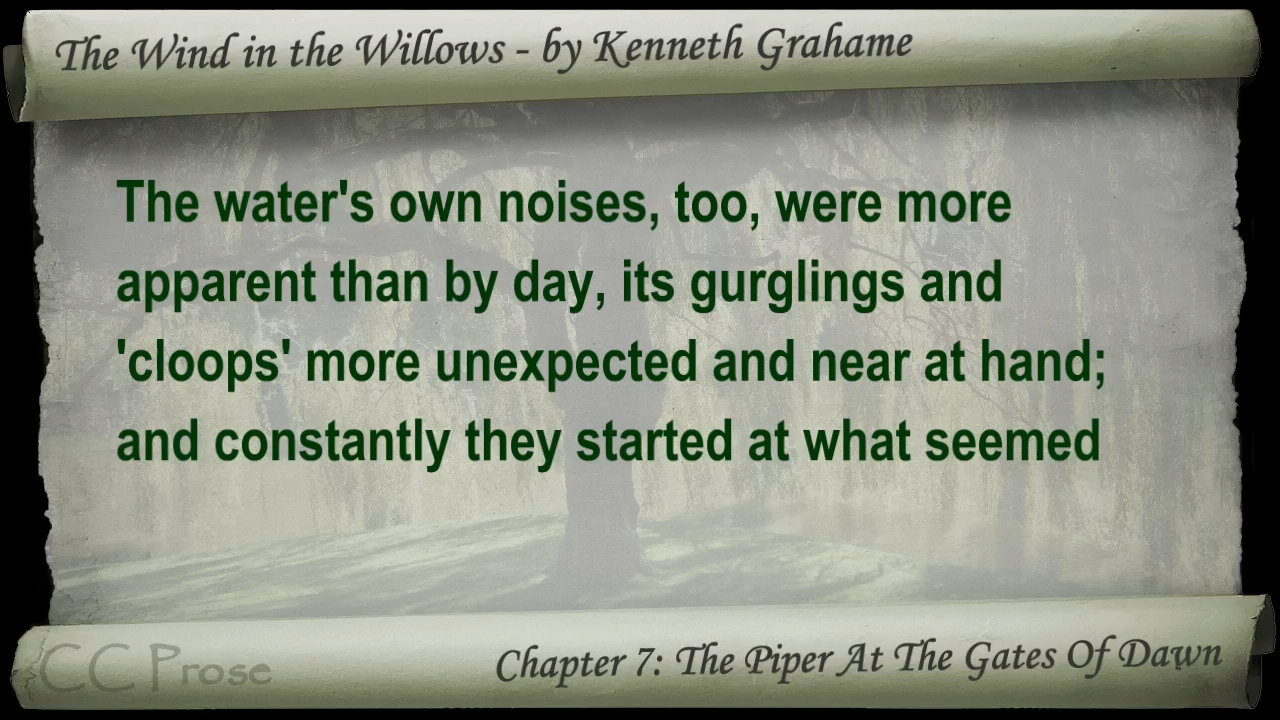 The Wind in the Willows - by Kenneth Grahame
The water's own noises, too, were more
apparent than by day, its gurglings and
'cloops' more unexpected and near at hand;
and constantly they started at what seemed
CC Prose
Chapter 7: The Piper At The Gates Of Dawn